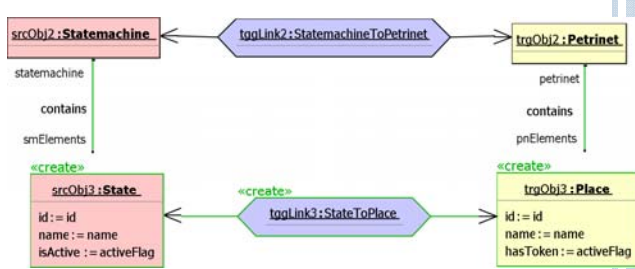 srcObj2 :Statemachine
tggLink2 :StatemachineToPetrinet
trgObj2 :Petrinet
statemachine
petrinet
contains
contains
smElements
pnElements
«create»
«create»
«create»
srcObj3 :State
tggLink3 :StateToPlace
trgObj3 :Place
id := id
name := name
isActive := activeFlag
id := id
name := name
hasToken := activeFlag